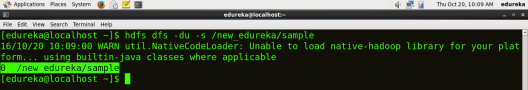 Applications Places System Thu Oct 20, 10:09 AM edureka
edureka@localhost:~
File Edit View Search Terminal Help
[edureka@localhost ~]$ hdfs dfs -du -s /new_edureka/sample
16/10/20 10:09:00 WARN util.NativeCodeLoader: Unable to load native-hadoop library for your plat
form... using builtin-java classes where applicable
0  /new_edureka/sample
[edureka@localhost ~]$